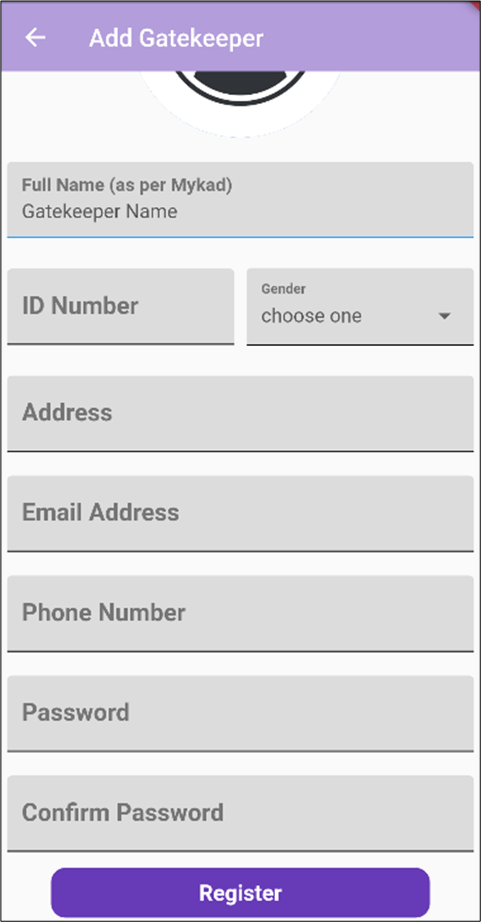 Add Gatekeeper
Full Name (as per Mykad)
Gatekeeper Name
ID Number
Gender
choose one
Address
Email Address
Phone Number
Password
Confirm Password
Register